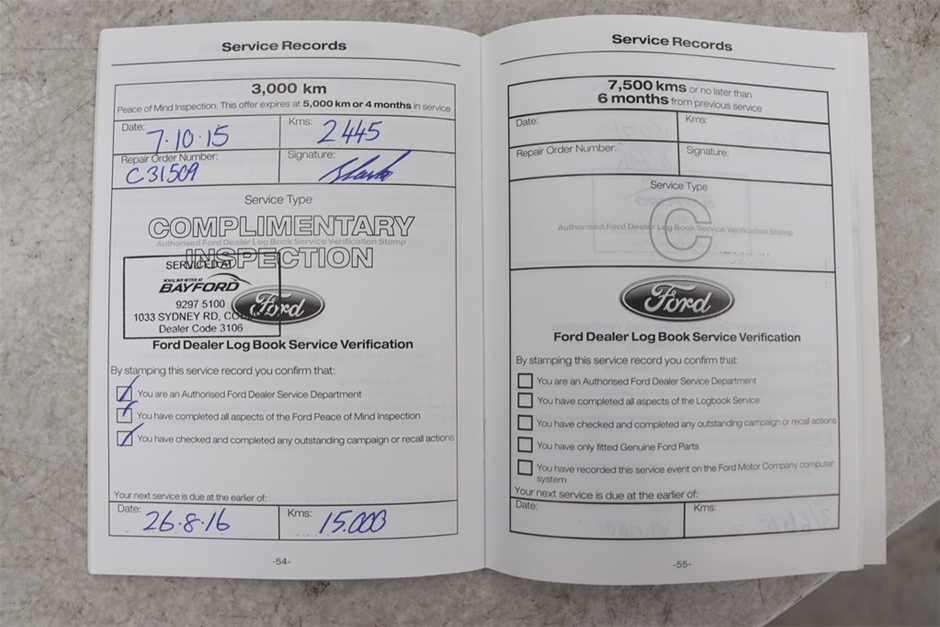 Service Records
3,000 km
Peace of Mind Inspection. This offer expires at 5,000 km or 4 months in service
Date: 7·10·15 Kms: 2445
Repair Order Number: C31509 Signature:
Service Type
COMPLIMENTARY
Authorised Ford Dealer Log Book Service Verification Stamp
INSPECTION
SERVICED AT
BAYFORD
9297 5100
1033 SYDNEY RD,
Dealer Code 3106
Ford
Ford Dealer Log Book Service Verification
By stamping this service record you confirm that:
You are an Authorised Ford Dealer Service Department
You have completed all aspects of the Ford Peace of Mind Inspection
You have checked and completed any outstanding campaign or recall actions
Your next service is due at the earlier of:
Date: 26·8·16 Kms: 15.000
-54-
Service Records
7,500 kms or no later than
6 months from previous service
Date: Kms:
Repair Order Number: Signature:
Service Type
C
Authorised Ford Dealer Log Book Service Verification Stamp
Ford
Ford Dealer Log Book Service Verification
By stamping this service record you confirm that:
You are an Authorised Ford Dealer Service Department
You have completed all aspects of the Logbook Service
You have checked and completed any outstanding campaign or recall actions
You have only fitted Genuine Ford Parts
You have recorded this service event on the Ford Motor Company computer
system
Your next service is due at the earlier of:
Date: Kms:
-55-